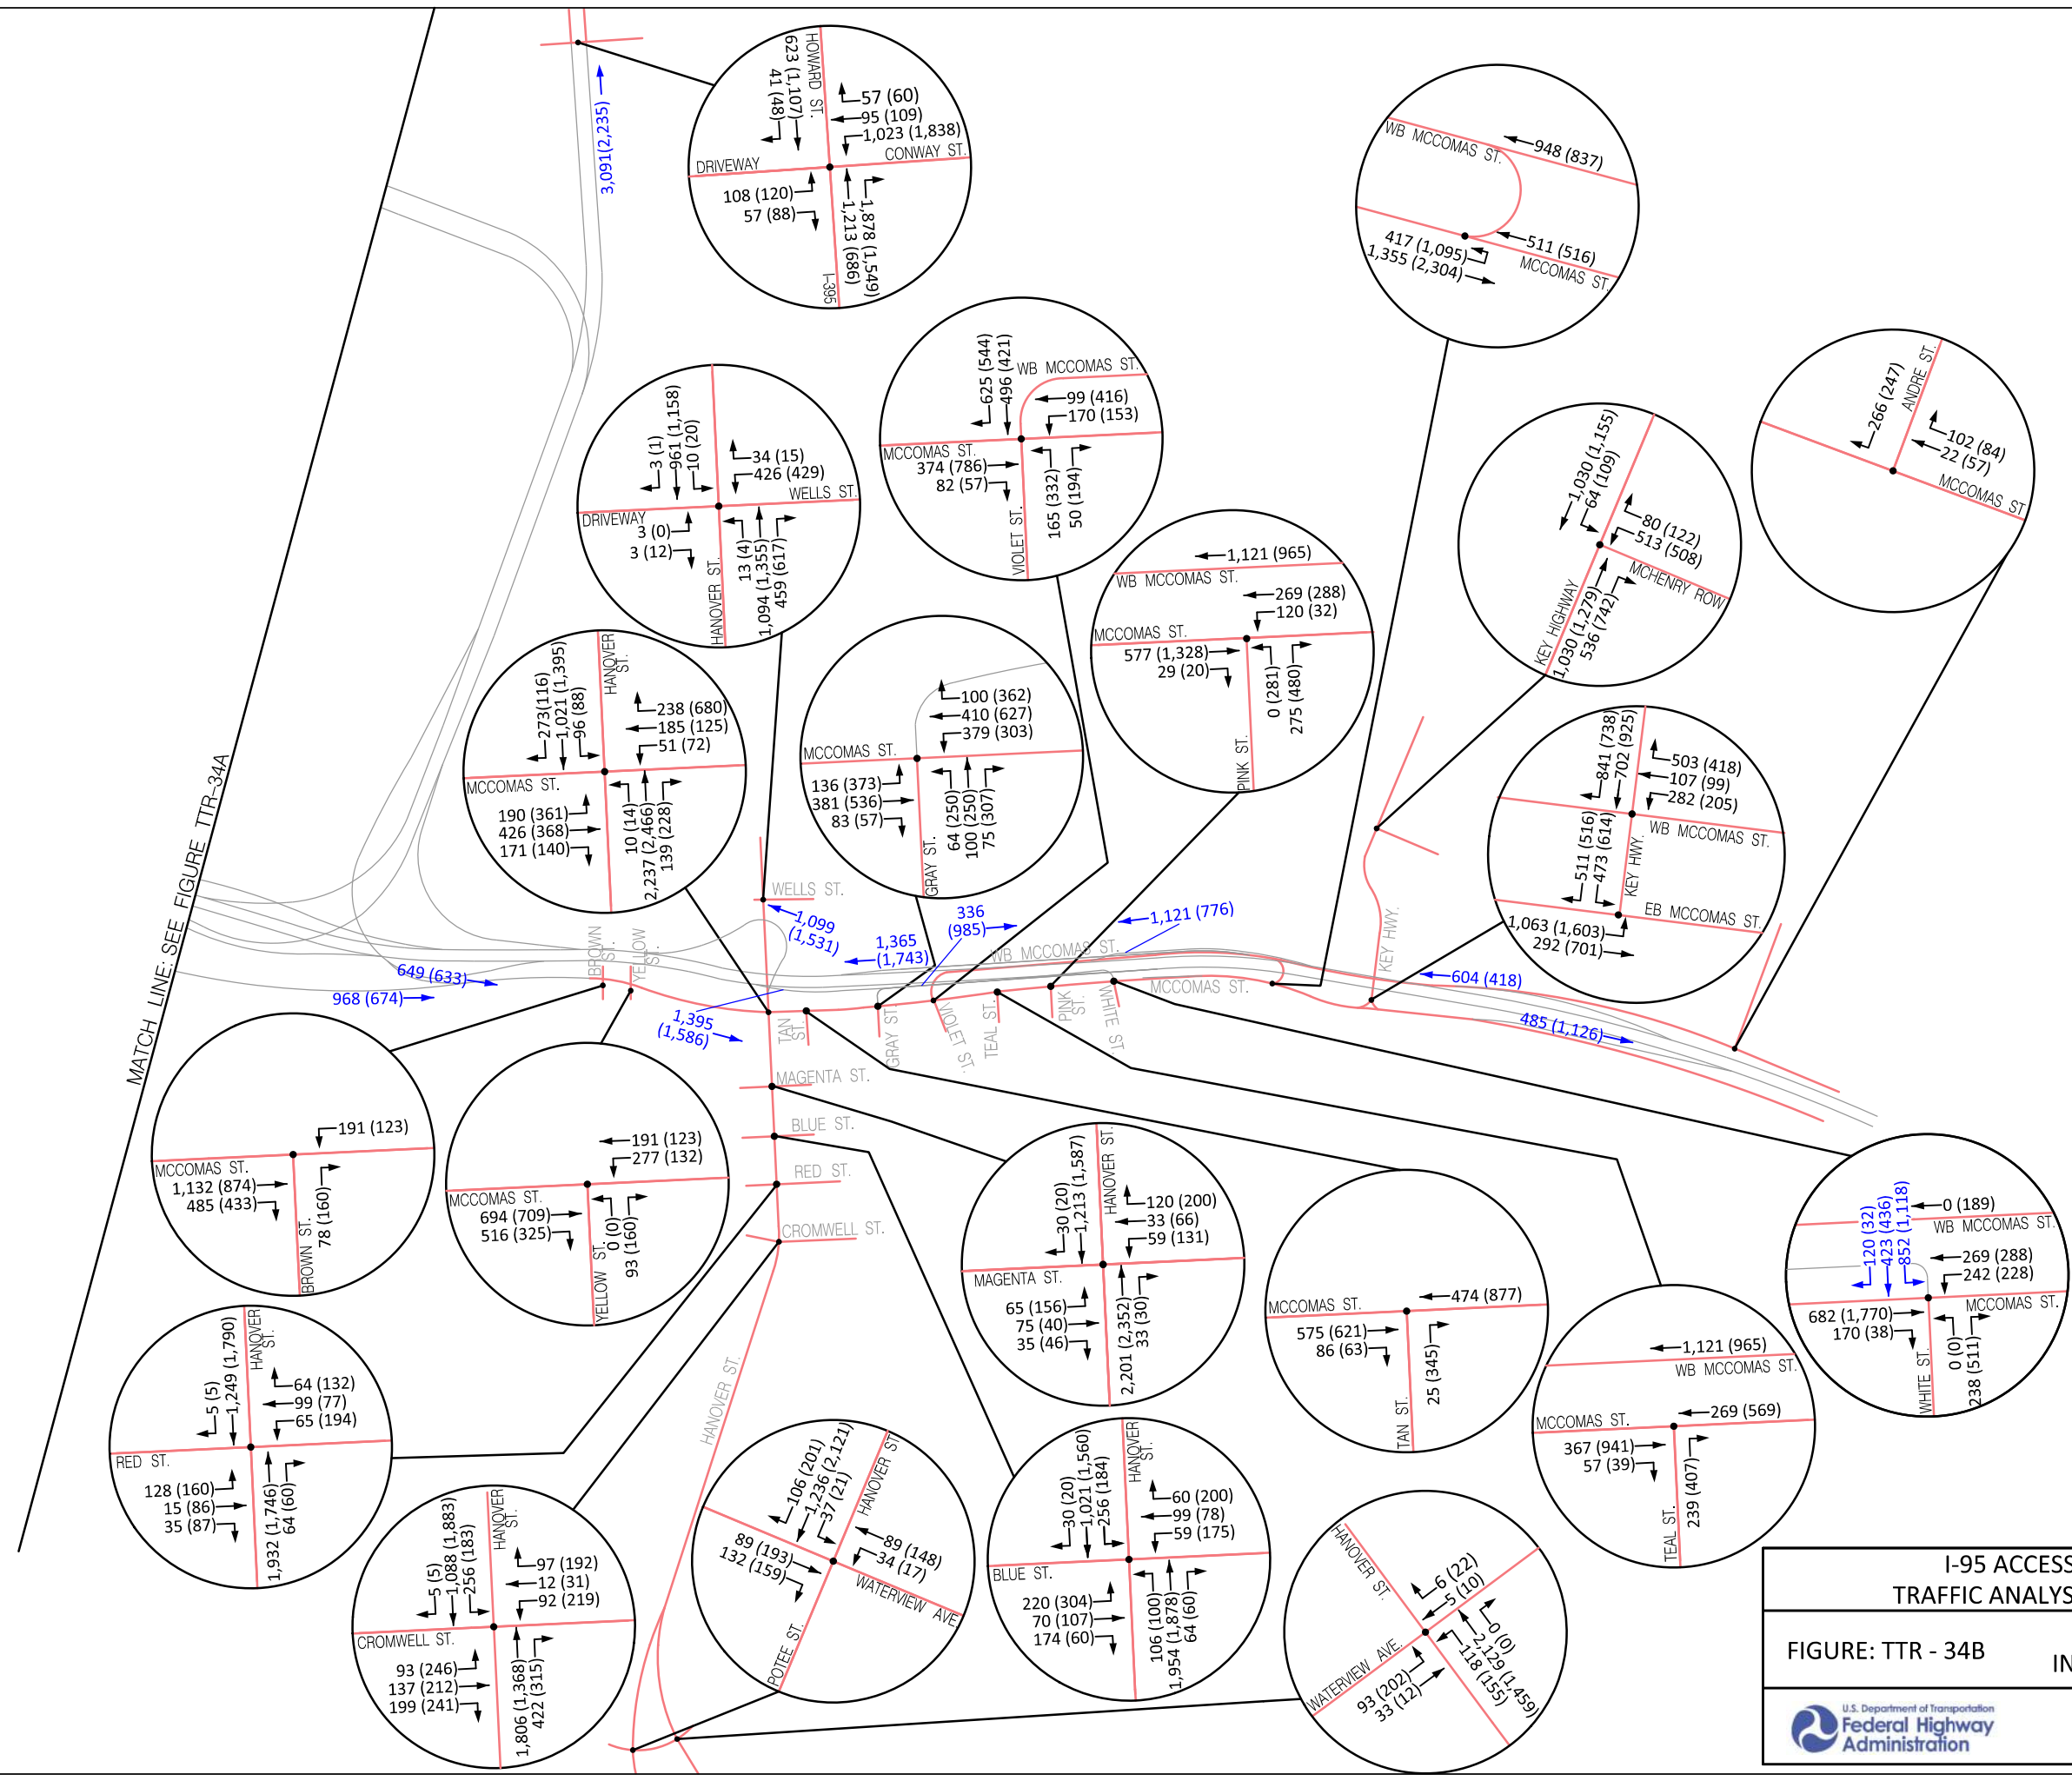 MATCH LINE: SEE FIGURE TTR-34A
3,091(2,235)
HOWARD ST.
623 (1,107)
41 (48)
57 (60)
95 (109)
1,023 (1,838)
DRIVEWAY
CONWAY ST.
108 (120)
57 (88)
1,213 (686)
1,878 (1,549)
I-395
WB MCCOMAS ST.
948 (837)
511 (516)
417 (1,095)
1,355 (2,304)
MCCOMAS ST.
625 (544)
496 (421)
WB MCCOMAS ST.
99 (416)
170 (153)
MCCOMAS ST.
374 (786)
82 (57)
VIOLET ST.
165 (332)
50 (194)
266 (247)
ANDRE ST.
102 (84)
22 (57)
MCCOMAS ST
3 (1)
961 (1,158)
10 (20)
34 (15)
426 (429)
WELLS ST.
DRIVEWAY
3 (0)
3 (12)
HANOVER ST.
13 (4)
1,094 (1,355)
459 (617)
1,030 (1,155)
64 (109)
80 (122)
513 (508)
MCHENRY ROW
KEY HIGHWAY
1,030 (1,279)
536 (742)
1,121 (965)
WB MCCOMAS ST.
269 (288)
120 (32)
MCCOMAS ST.
577 (1,328)
29 (20)
0 (281)
275 (480)
PINK ST.
273(116)
1,021 (1,395)
96 (88)
HANOVER
ST.
238 (680)
185 (125)
51 (72)
MCCOMAS ST.
190 (361)
426 (368)
171 (140)
10 (14)
2,237 (2,466)
139 (228)
100 (362)
410 (627)
379 (303)
MCCOMAS ST.
136 (373)
381 (536)
83 (57)
GRAY ST.
64 (250)
100 (250)
75 (307)
841 (738)
702 (925)
503 (418)
107 (99)
282 (205)
WB MCCOMAS ST.
511 (516)
473 (614)
KEY HWY.
EB MCCOMAS ST.
1,063 (1,603)
292 (701)
WELLS ST.
1,099
(1,531)
1,365
(1,743)
336
(985)
1,121 (776)
WB MCCOMAS ST.
KEY HWY.
BROWN
ST.
YELLOW
ST.
649 (633)
968 (674)
604 (418)
MCCOMAS ST.
485 (1,126)
1,395
(1,586)
TAN
ST.
GRAY ST.
VIOLET ST.
TEAL ST.
PINK
ST.
WHITE ST.
MAGENTA ST.
BLUE ST.
RED ST.
CROMWELL ST.
HANOVER ST.
191 (123)
MCCOMAS ST.
1,132 (874)
485 (433)
BROWN ST.
78 (160)
191 (123)
277 (132)
MCCOMAS ST.
694 (709)
516 (325)
YELLOW ST.
0 (0)
93 (160)
30 (20)
1,213 (1,587)
HANOVER ST.
120 (200)
33 (66)
59 (131)
MAGENTA ST.
65 (156)
75 (40)
35 (46)
2,201 (2,352)
33 (30)
474 (877)
MCCOMAS ST.
575 (621)
86 (63)
TAN ST.
25 (345)
120 (32)
423 (436)
852 (1,118)
0 (189)
WB MCCOMAS ST.
269 (288)
242 (228)
MCCOMAS ST.
682 (1,770)
170 (38)
WHITE ST.
0 (0)
238 (511)
5 (5)
1,249 (1,790)
HANOVER
ST.
64 (132)
99 (77)
65 (194)
RED ST.
128 (160)
15 (86)
35 (87)
1,932 (1,746)
64 (60)
1,121 (965)
WB MCCOMAS ST.
269 (569)
MCCOMAS ST.
367 (941)
57 (39)
TEAL ST.
239 (407)
5 (5)
1,088 (1,883)
256 (183)
HANOVER
ST.
97 (192)
12 (31)
92 (219)
CROMWELL ST.
93 (246)
137 (212)
199 (241)
1,806 (1,368)
422 (315)
106 (201)
1,236 (2,121)
37 (21)
HANOVER ST.
89 (193)
132 (159)
89 (148)
34 (17)
WATERVIEW AVE.
POTEE ST.
30 (20)
1,021 (1,560)
256 (184)
HANOVER
ST.
60 (200)
99 (78)
59 (175)
BLUE ST.
220 (304)
70 (107)
174 (60)
106 (100)
1,954 (1,878)
64 (60)
HANOVER ST.
6 (22)
5 (10)
WATERVIEW AVE.
93 (202)
33 (12)
0 (0)
2,129 (1,459)
118 (155)
I-95 ACCESS
TRAFFIC ANALYS
FIGURE: TTR - 34B
IN
U.S. Department of Transportation
Federal Highway
Administration